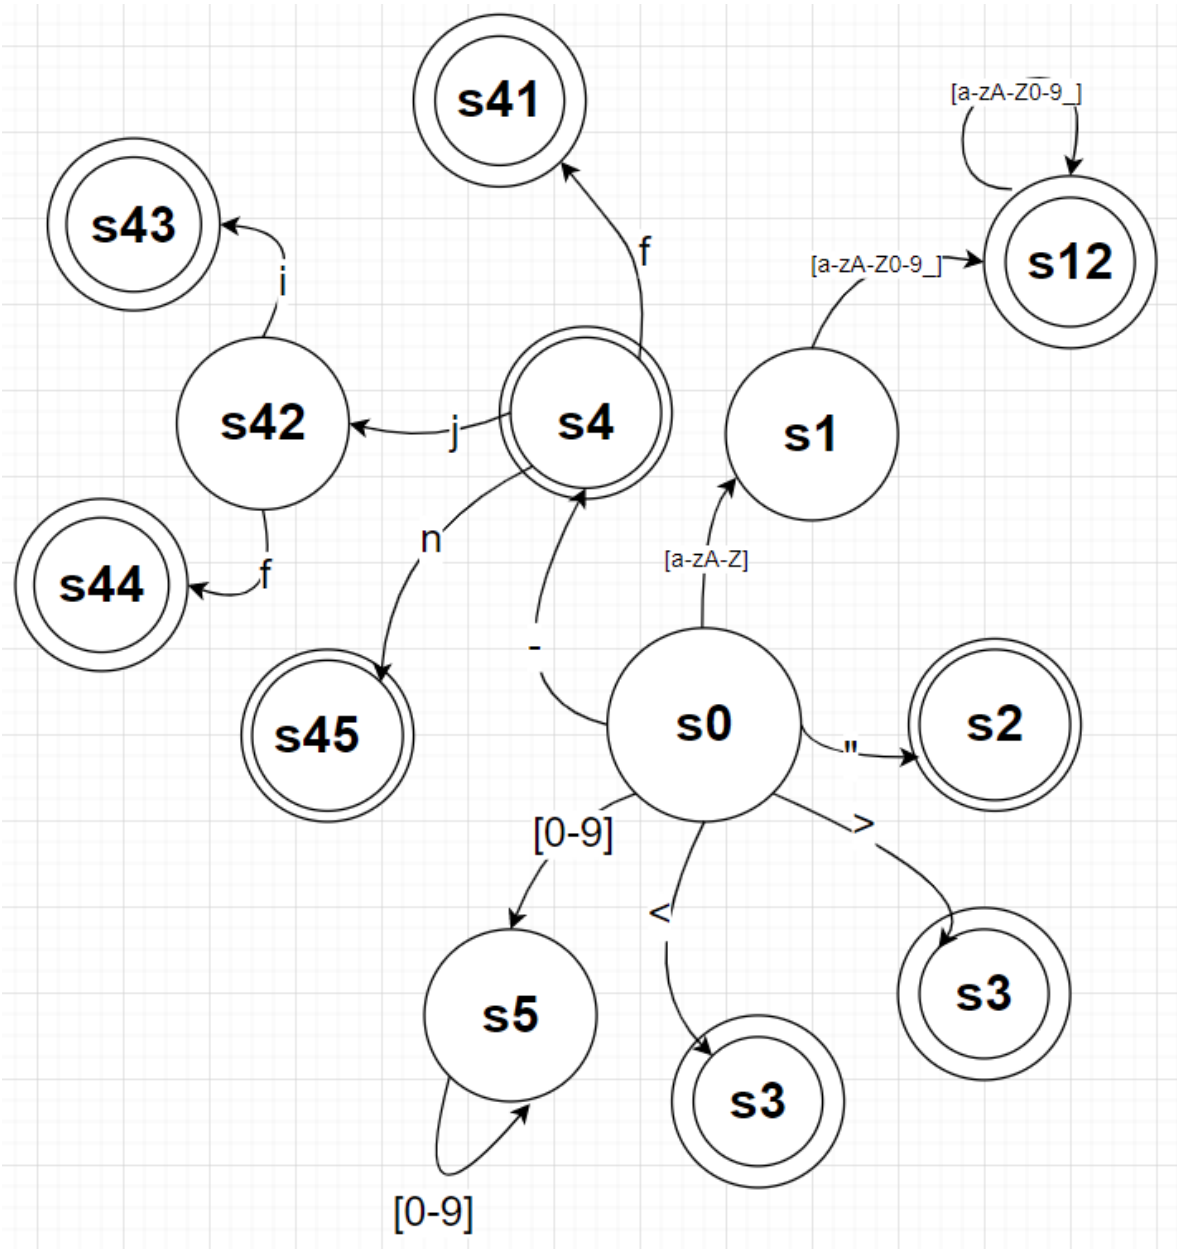 s41
[a-zA-Z0-9_]
s43
f
[a-zA-Z0-9_]
s12
i
s42
j
s4
s1
n
[a-zA-Z]
f
s44
-
s45
s0
"
s2
[0-9]
>
<
s5
s3
s3
[0-9]